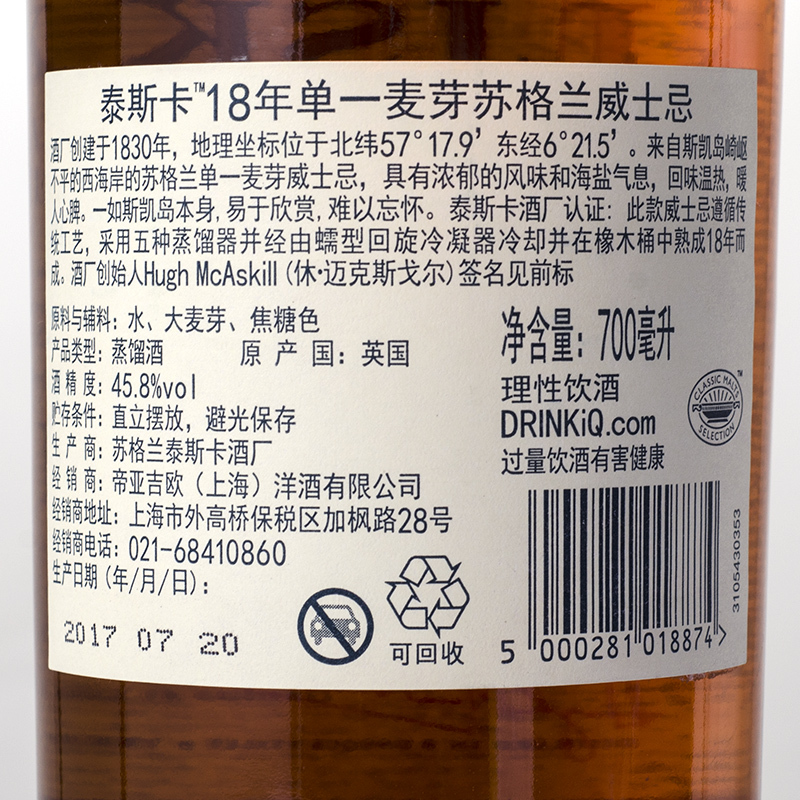 泰斯卡™18年单一麦芽苏格兰威士忌
酒厂创建于1830年，地理坐标位于北纬57°17.9’ 东经6°21.5’。来自斯凯岛崎岖
不平的西海岸的苏格兰单一麦芽威士忌，具有浓郁的风味和海盐气息，回味温热，暖
人心脾。一如斯凯岛本身，易于欣赏，难以忘怀。泰斯卡酒厂认证：此款威士忌遵循传
统工艺，采用五种蒸馏器并经由蠕型回旋冷凝器冷却并在橡木桶中熟成18年而
成。酒厂创始人Hugh McAskill (休·迈克斯戈尔) 签名见前标
原料与辅料：水、大麦芽、焦糖色
产品类型：蒸馏酒 原 产 国：英国
酒 精 度：45.8%vol
贮存条件：直立摆放，避光保存
生 产 商：苏格兰泰斯卡酒厂
经 销 商：帝亚吉欧（上海）洋酒有限公司
经销商地址：上海市外高桥保税区加枫路28号
经销商电话：021-68410860
生产日期 (年/月/日)：
2017 07 20
净含量：700毫升
理性饮酒
DRINKiQ.com
过量饮酒有害健康
CLASSIC MALTS SELECTION ™
可回收
5 000281 018874 >
3105430353